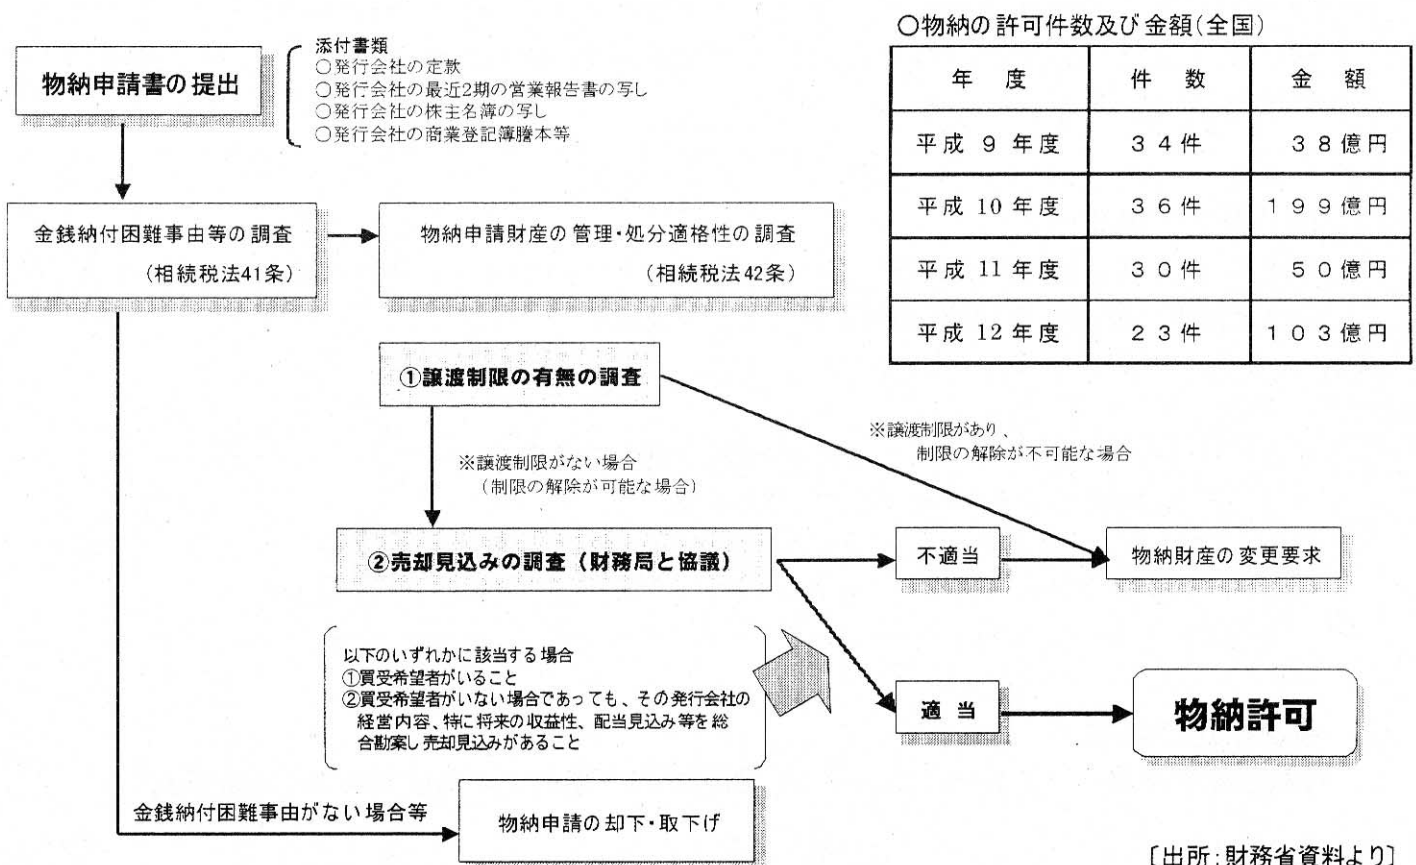 物納申請書の提出
添付書類
○発行会社の定款
○発行会社の最近2期の営業報告書の写し
○発行会社の株主名簿の写し
○発行会社の商業登記簿謄本等
○物納の許可件数及び金額(全国)
年 度 件 数 金 額
平成 9 年度 34件 38億円
平成 10 年度 36件 199億円
平成 11 年度 30件 50億円
平成 12 年度 23件 103億円
金銭納付困難事由等の調査
(相続税法41条)
物納申請財産の管理・処分適格性の調査
(相続税法42条)
①譲渡制限の有無の調査
※譲渡制限がない場合
(制限の解除が可能な場合)
※譲渡制限があり、
制限の解除が不可能な場合
②売却見込みの調査(財務局と協議)
不適当
物納財産の変更要求
以下のいずれかに該当する場合
①買受希望者がいること
②買受希望者がいない場合であっても、その発行会社の
経営内容、特に将来の収益性、配当見込み等を総
合勘案し売却見込みがあること
適 当
物納許可
金銭納付困難事由がない場合等
物納申請の却下・取下げ
[出所:財務省資料より]